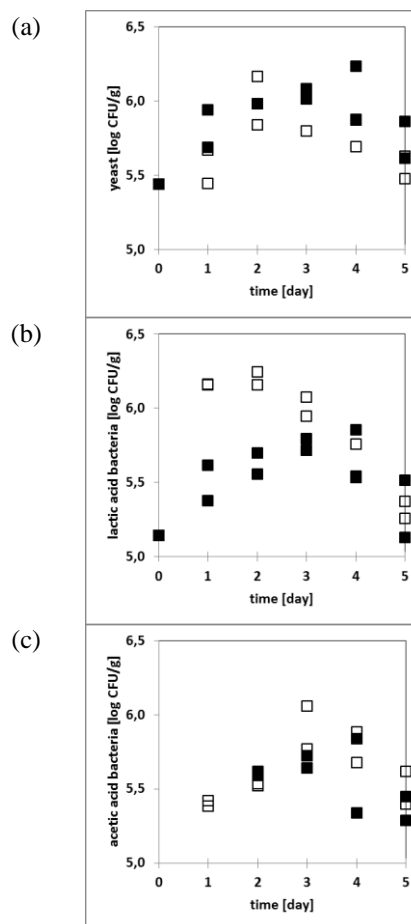 (a)
yeast [log CFU/g]
6,5
6,0
5,5
5,0
0 1 2 3 4 5
time [day]
(b)
lactic acid bacteria [log CFU/g]
6,5
6,0
5,5
5,0
0 1 2 3 4 5
time [day]
(c)
acetic acid bacteria [log CFU/g]
6,5
6,0
5,5
5,0
0 1 2 3 4 5
time [day]